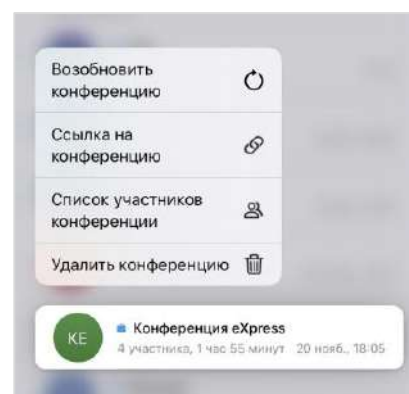 Возобновить
конференцию
Ссылка на
конференцию
Список участников
конференции
Удалить конференцию
КЕ
Конференция eXpress
4 участника, 1 час 55 минут 20 нояб., 18:05